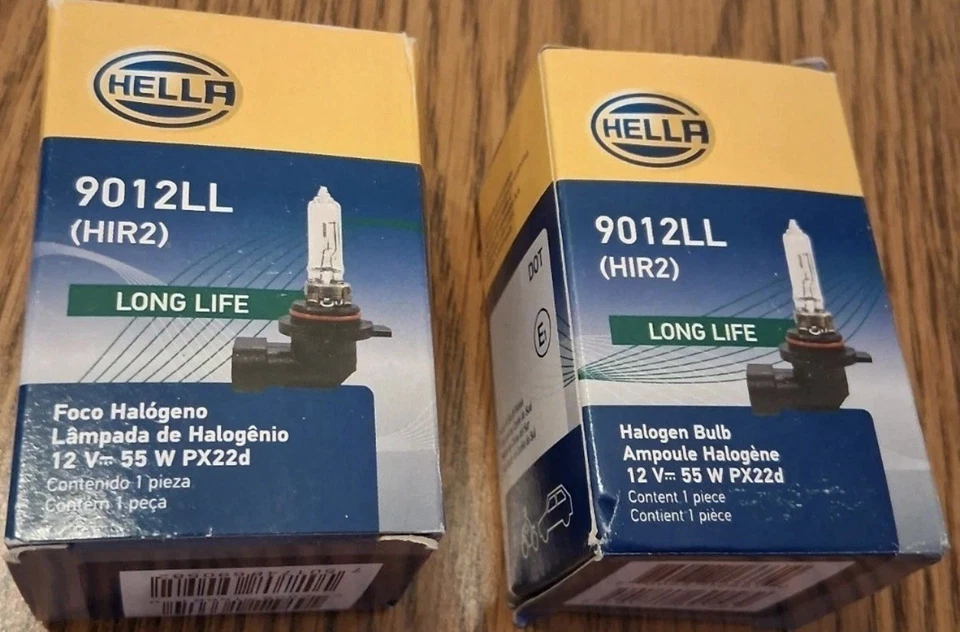 HELLA
9012LL
(HIR2)
LONG LIFE
Foco Halógeno
Lâmpada de Halogênio
12 V⎓ 55 W PX22d
Contenido 1 pieza
Contém 1 peça
HELLA
9012LL
(HIR2)
LONG LIFE
Halogen Bulb
Ampoule Halogène
12 V⎓ 55 W PX22d
Content 1 piece
Contient 1 pièce
DOT
E1